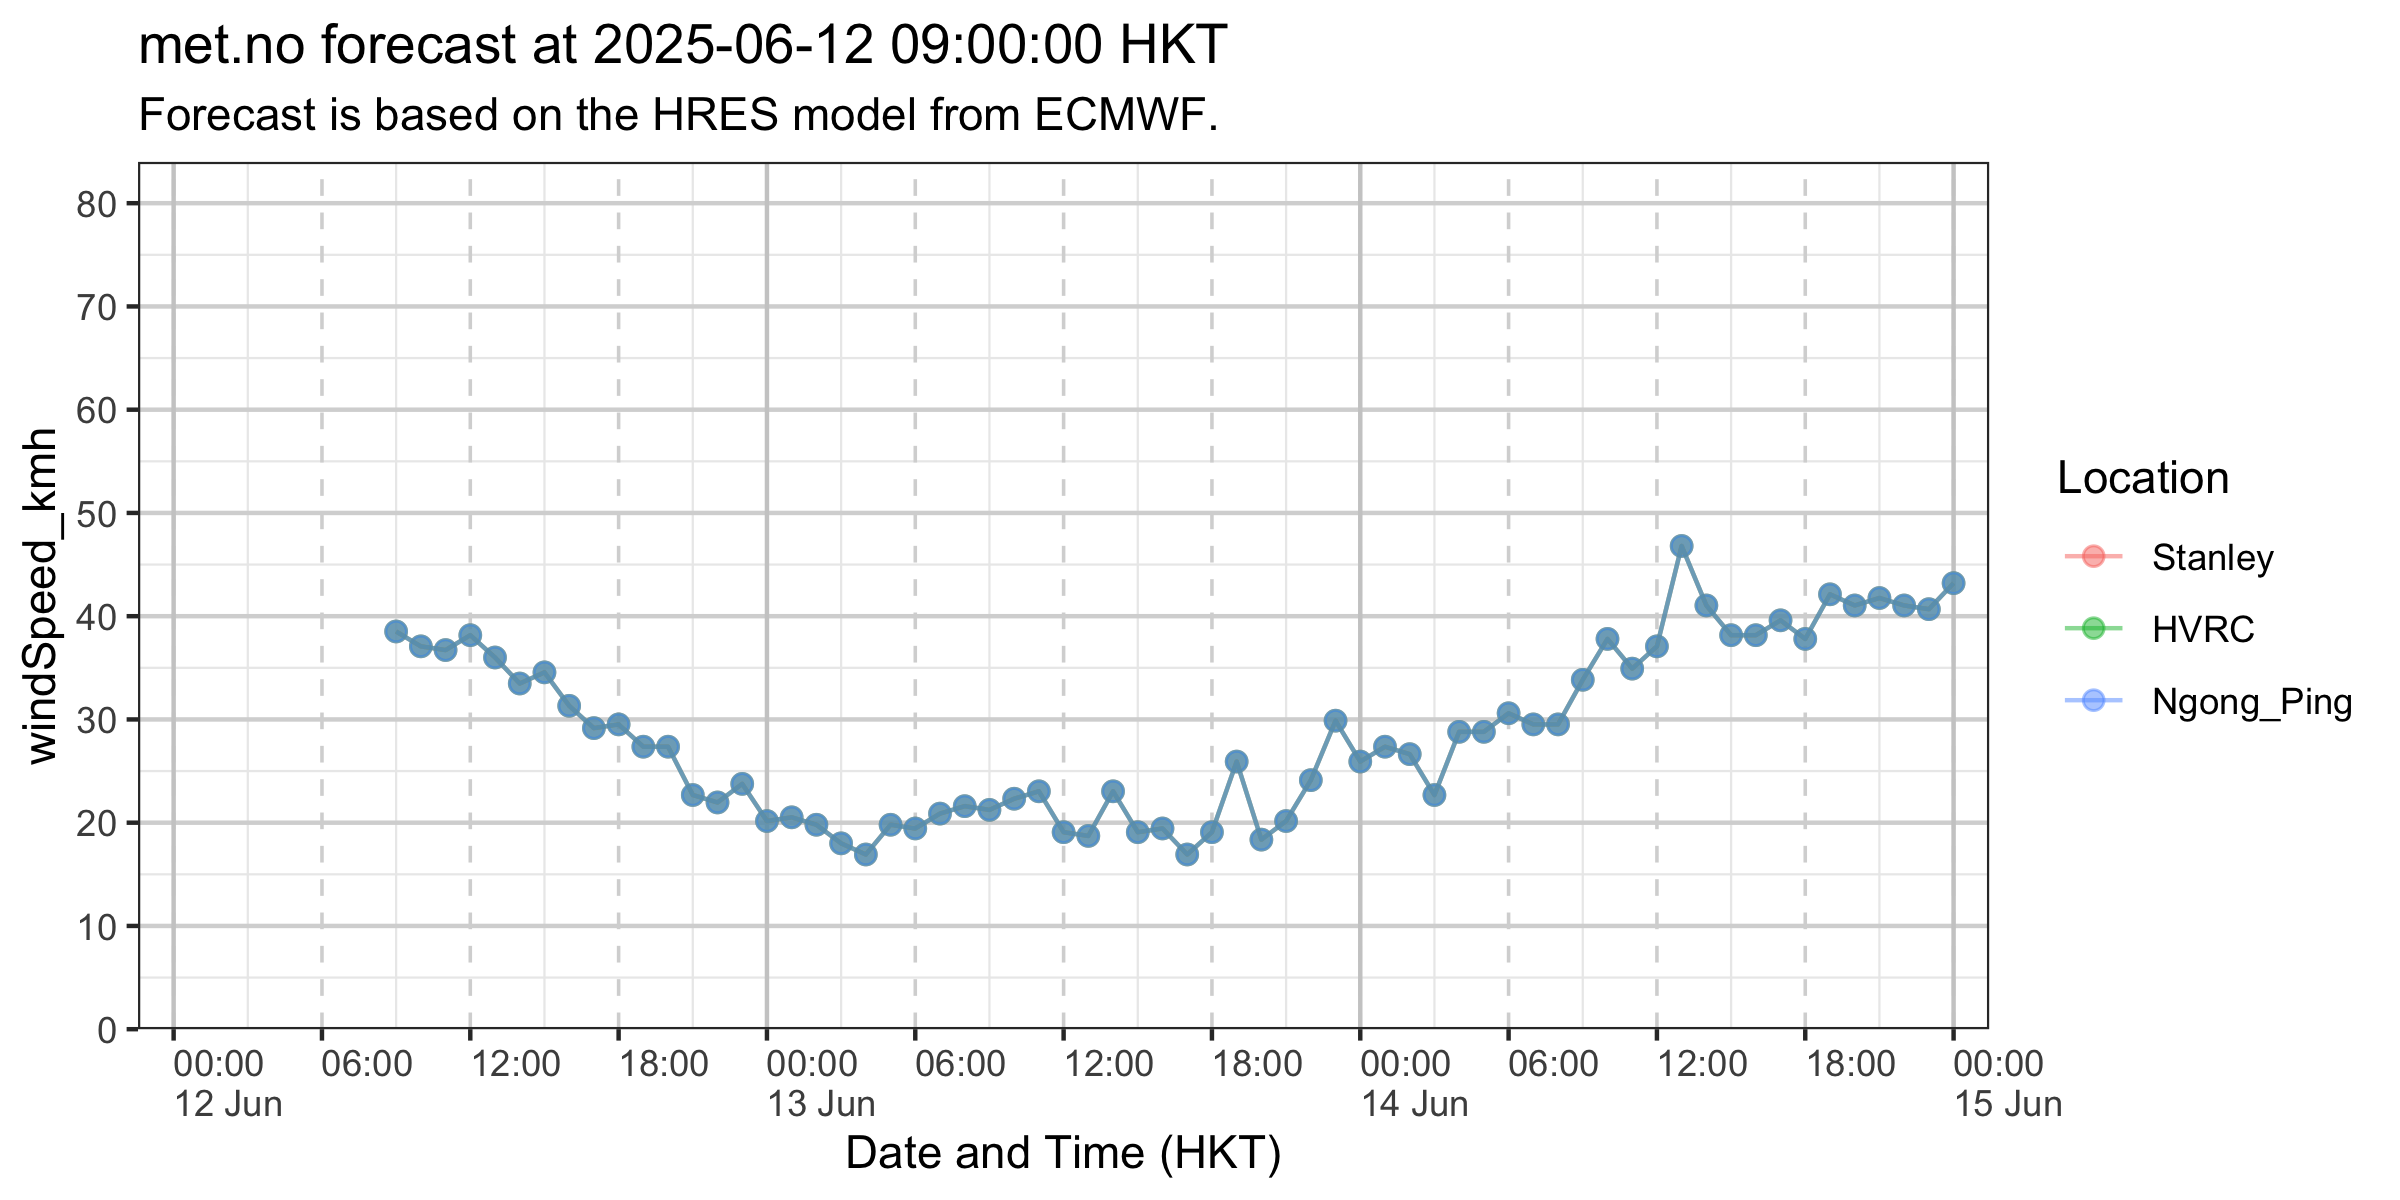 met.no forecast at 2025-06-12 09:00:00 HKT
Forecast is based on the HRES model from ECMWF.
windSpeed_kmh
80
70
60
50
40
30
20
10
0
00:00 06:00 12:00 18:00 00:00 06:00 12:00 18:00 00:00 06:00 12:00 18:00 00:00
12 Jun 13 Jun 14 Jun 15 Jun
Date and Time (HKT)
Location
Stanley
HVRC
Ngong_Ping